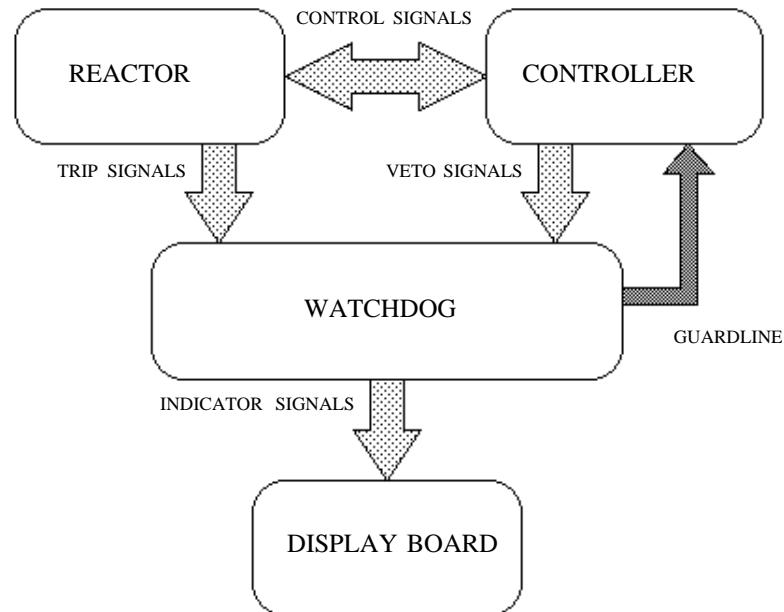 CONTROL SIGNALS
REACTOR
CONTROLLER
TRIP SIGNALS
VETO SIGNALS
WATCHDOG
GUARDLINE
INDICATOR SIGNALS
DISPLAY BOARD